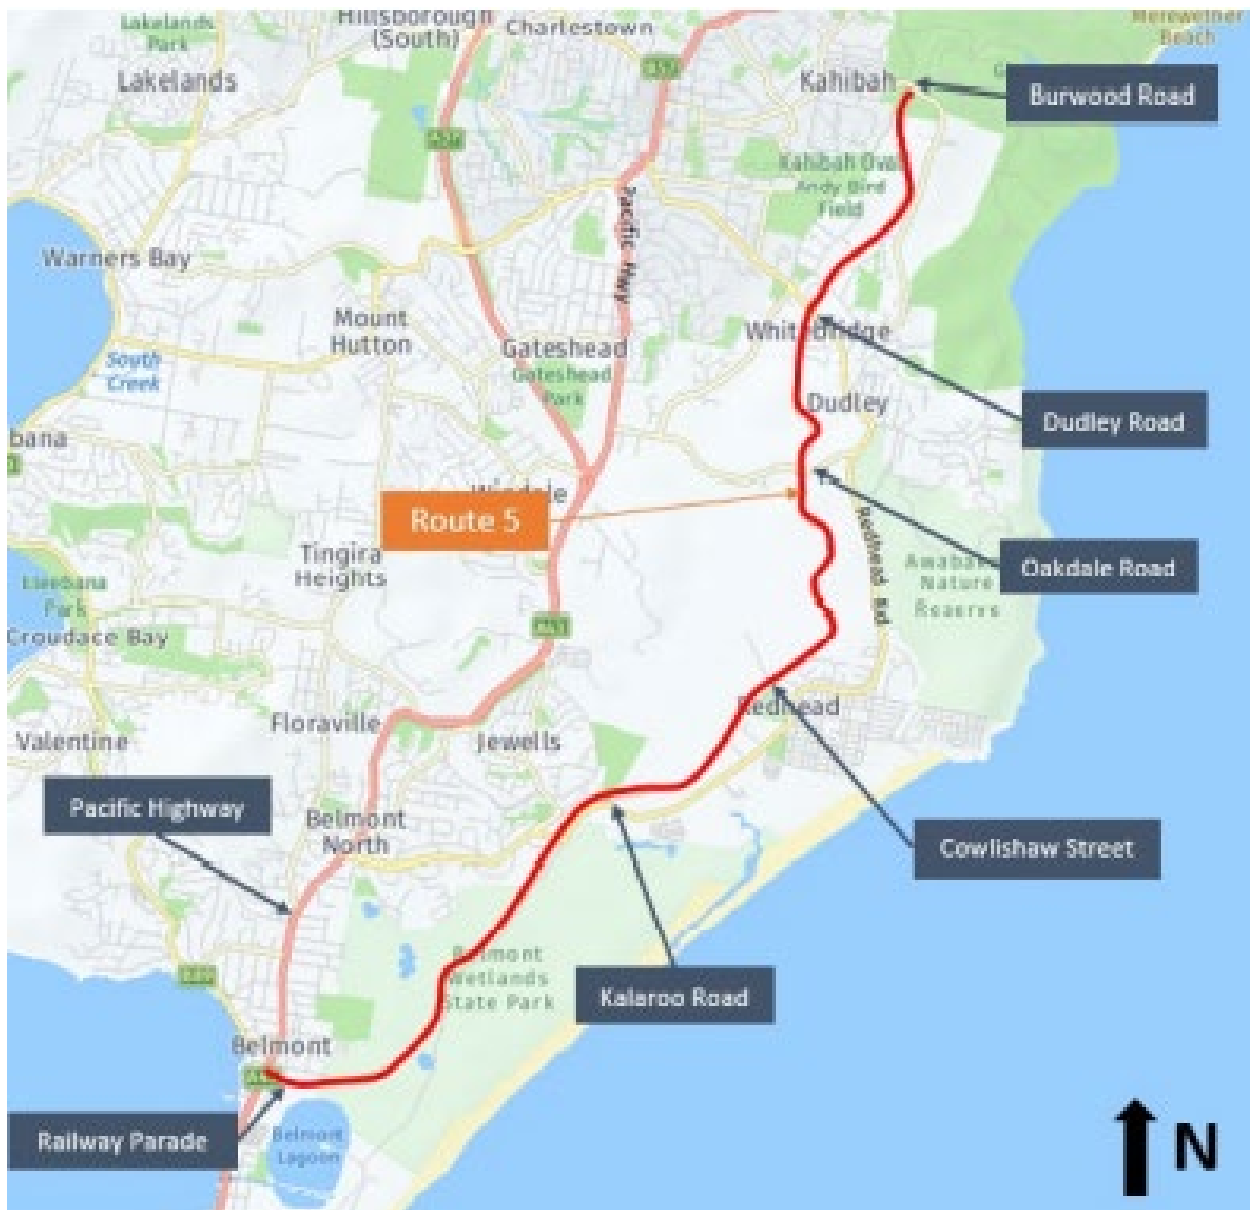 Hillsborough
(South)
Charlestown
Merewether
Beach
Lakelands
Park
Lakelands
Kahibah
Burwood Road
Kahibah Oval
Andy Bird
Field
Pacific Hwy
Warners Bay
Mount
Hutton
Whitebridge
Gateshead
Gateshead
Park
South
Creek
Dudley
Dudley Road
bana
Windale
Route 5
Redhead Rd
Tingira
Heights
Oakdale Road
Nature
Reserve
Eleebana
Park
Croudace Bay
Redhead
Floraville
Valentine
Jewells
Pacific Highway
Belmont
North
Cowlishaw Street
Belmont
Wetlands
State Park
Kalaroo Road
Belmont
Railway Parade
Belmont
Lagoon
N